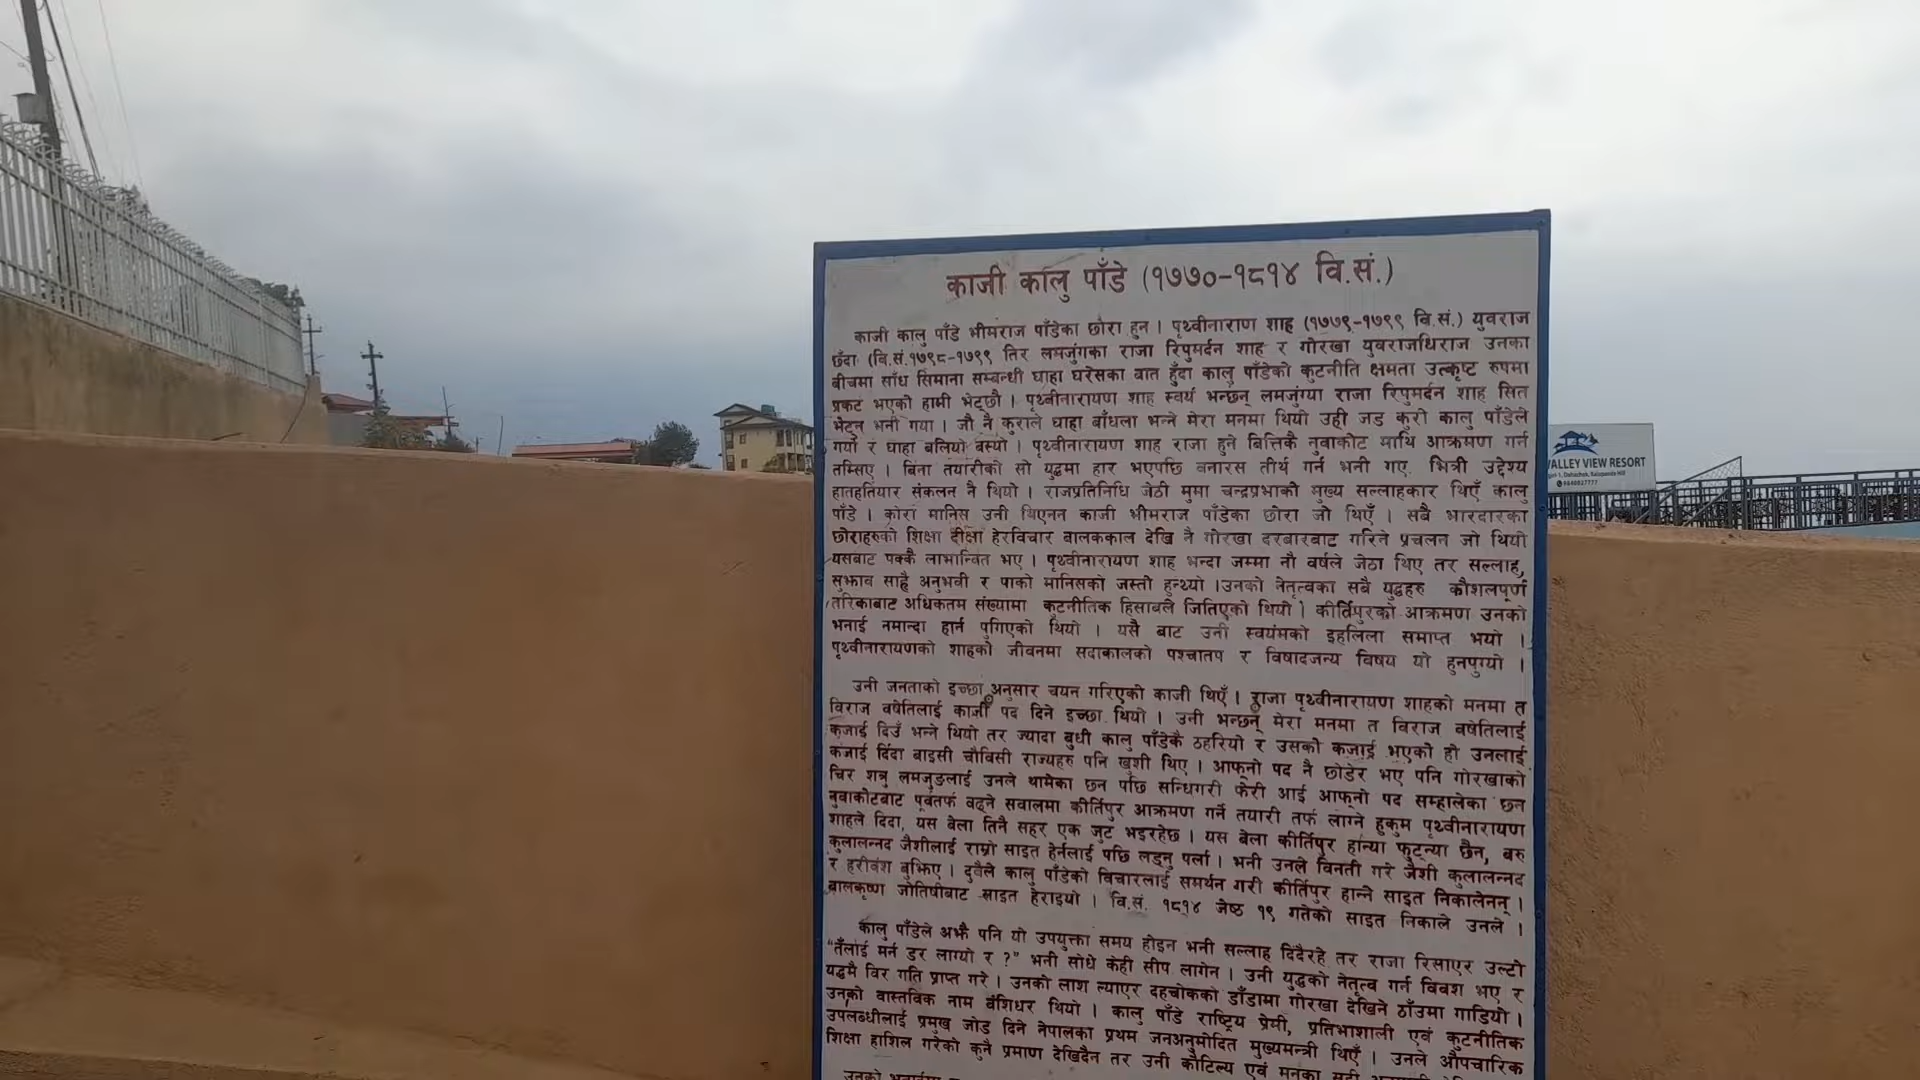 काजी कालु पाँडे (१७७०-१८१४ वि.सं.)
काजी कालु पाँडे भीमराज पाँडेका छोरा हुन । पृथ्वीनाराण शाह (१७७९-१७९९ वि.सं.) युवराज
छँदा (वि.सं.१७९८-१७९९ तिर लमजुंगका राजा रिपुमर्दन शाह र गोरखा युवराजधिराज उनका
बीचमा साँध सिमाना सम्बन्धी घाहा घरेसका वात हुँदा कालु पाँडेको कुटनीति क्षमता उत्कृष्ट रुपमा
प्रकट भएको हामी भेट्छौ । पृथ्वीनारायण शाह स्वयं भन्छन् लमजुंग्या राजा रिपुमर्दन शाह सित
भेट्न भनी गया । जौ नै कुराले घाहा बाँधला भन्ने मेरा मनमा थियो उही जड कुरो कालु पाँडेले
गर्यो र घाहा बलियो बस्यो । पृथ्वीनारायण शाह राजा हुने बित्तिकै नुवाकोट माथि आक्रमण गर्न
तम्सिए । बिना तयारीको सो युद्धमा हार भएपछि वनारस तीर्थ गर्न भनी गए. भित्री उद्देश्य
हातहतियार संकलन नै थियो । राजप्रतिनिधि जेठी मुमा चन्द्रप्रभाको मुख्य सल्लाहकार थिएँ कालु
पाँडे । कोरा मानिस उनी थिएनन काजी भीमराज पाँडेका छोरा जो थिएँ । सबै भारदारका
छोराहरुको शिक्षा दीक्षा हेरविचार बालककाल देखि नै गोरखा दरबारबाट गरिने प्रचलन जो थियो
यसबाट पक्कै लाभान्वित भए । पृथ्वीनारायण शाह भन्दा जम्मा नौ वर्षले जेठा थिए तर सल्लाह,
सुझाव साह्रै अनुभवी र पाको मानिसको जस्तो हुन्थ्यो ।उनको नेतृत्वका सबै युद्धहरु कौशलपूर्ण
तरिकाबाट अधिकतम संख्यामा कुटनीतिक हिसाबले जितिएको थियो । कीर्तिपुरको आक्रमण उनको
भनाई नमान्दा हार्न पुगिएको थियो । यसै बाट उनी स्वयंमको इहलिला समाप्त भयो ।
पृथ्वीनारायणको शाहको जीवनमा सदाकालको पश्चातप र विषादजन्य विषय यो हुनपुग्यो ।
उनी जनताको इच्छा अनुसार चयन गरिएको काजी थिएँ । राजा पृथ्वीनारायण शाहको मनमा त
विराज वषेतिलाई काजी पद दिने इच्छा थियो । उनी भन्छन् मेरा मनमा त विराज वषेतिलाई
कजाई दिउँ भन्ने थियो तर ज्यादा बुधी कालु पाँडेकै ठहरियो र उसको कजाई भएको हो उनलाई
कजाई दिंदा बाइसी चौविसी राज्यहरु पनि खुशी थिए । आफ्नो पद नै छोडेर भए पनि गोरखाको
चिर शत्रु लमजुङलाई उनले थामेका छन पछि सन्धिगरी फेरी आई आफ्नो पद सम्हालेका छन
नुवाकोटबाट पूर्वतर्फ वढ्ने सवालमा कीर्तिपुर आक्रमण गर्ने तयारी तर्फ लाग्ने हुकुम पृथ्वीनारायण
शाहले दिदा, यस बेला तिनै सहर एक जुट भइरहेछ । यस बेला कीर्तिपुर हान्या फुट्न्या छैन, बरु
कुलालन्नद जैशीलाई राम्रो साइत हेर्नलाई पछि लड्नु पर्ला । भनी उनले विनती गरे जैशी कुलालन्नद
र हरीवंश बुझिए । दुवैले कालु पाँडेको विचारलाई समर्थन गरी कीर्तिपुर हान्ने साइत निकालेनन् ।
बालकृष्ण जोतिषीबाट साइत हेराइयो । वि.सं. १८१४ जेष्ठ १९ गतेको साइत निकाले उनले ।
कालु पाँडेले अझै पनि यो उपयुक्ता समय होइन भनी सल्लाह दिदैरहे तर राजा रिसाएर उल्टो
"तँलाई मर्न डर लाग्यो र ?" भनी सोधे केही सीप लागेन । उनी युद्धको नेतृत्व गर्न विवश भए र
युद्धमै विर गति प्राप्त गरे । उनको लाश ल्याएर दहचोकको डाँडामा गोरखा देखिने ठाँउमा गाडियो ।
उनको वास्तविक नाम वंशिधर थियो । कालु पाँडे राष्ट्रिय प्रेमी, प्रतिभाशाली एवं कुटनीतिक
उपलब्धीलाई प्रमुख जोड दिने नेपालका प्रथम जनअनुमोदित मुख्यमन्त्री थिएँ । उनले औपचारिक
शिक्षा हाशिल गरेको कुनै प्रमाण देखिदैन तर उनी कौटिल्य एवं मनुका
उनको
VALLEY VIEW RESORT
9849827777